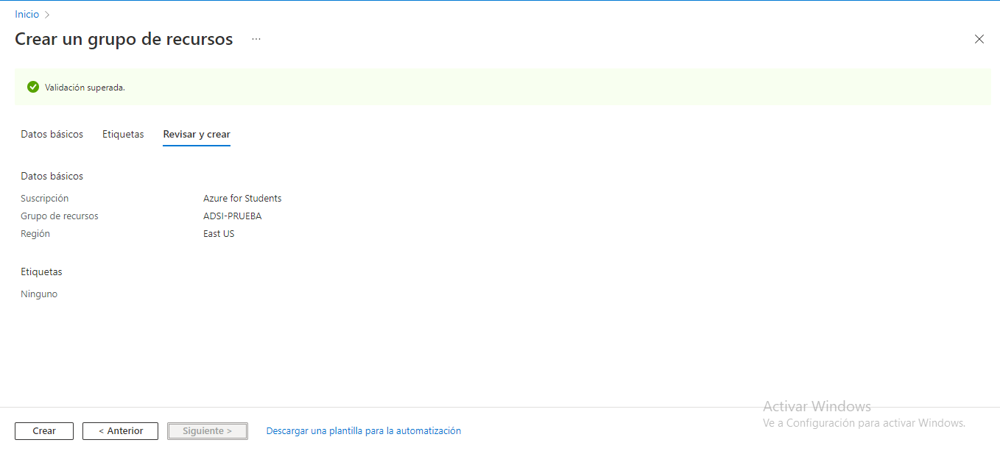 Inicio >
Crear un grupo de recursos ...
Validación superada.
Datos básicos Etiquetas Revisar y crear
Datos básicos
Suscripción Azure for Students
Grupo de recursos ADSI-PRUEBA
Región East US
Etiquetas
Ninguno
Activar Windows
Ve a Configuración para activar Windows.
Crear < Anterior Siguiente > Descargar una plantilla para la automatización